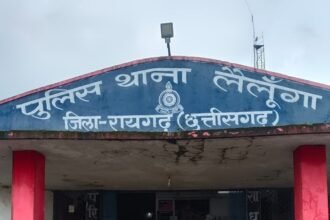 पुलिस थाना लैलूँगा
जिला-रायगढ़ (छत्तीसगढ़)